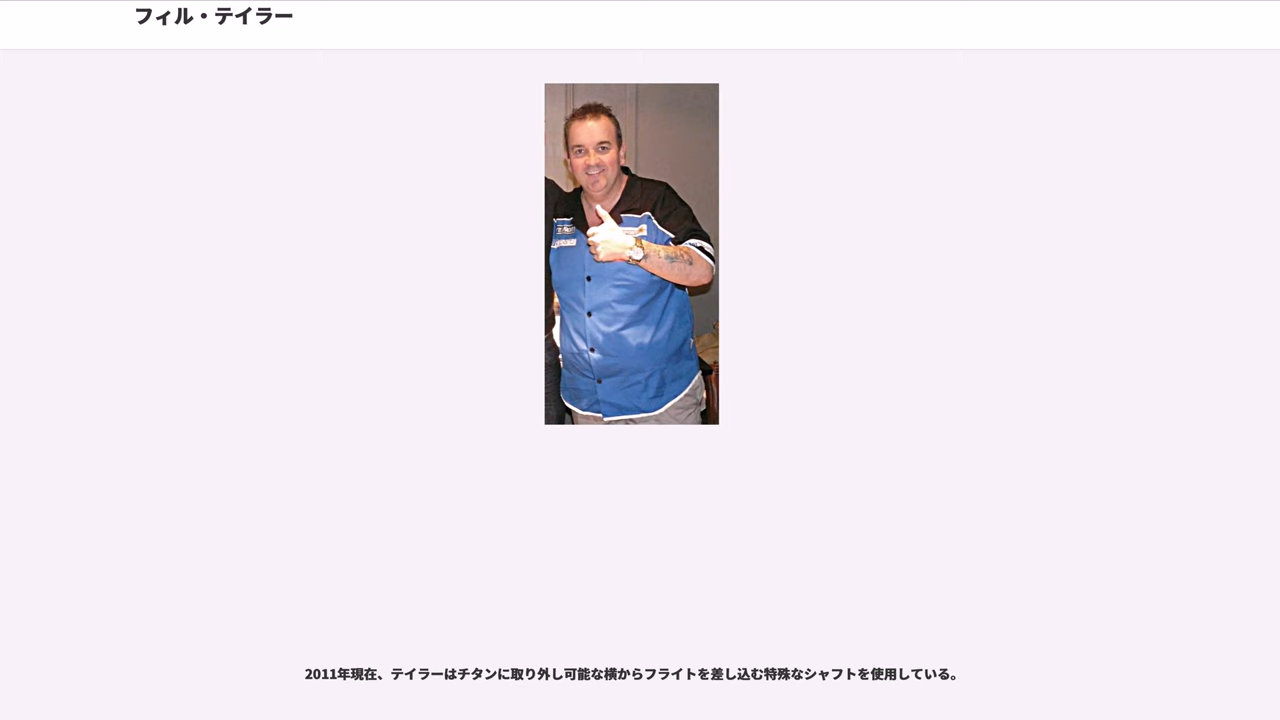 フィル・テイラー
2011年現在、テイラーはチタンに取り外し可能な横からフライトを差し込む特殊なシャフトを使用している。